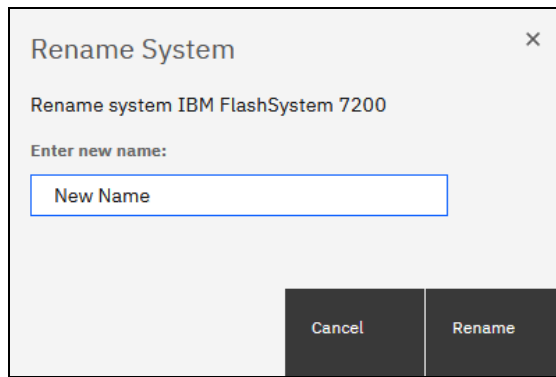 Rename System
Rename system IBM FlashSystem 7200
Enter new name:
New Name
Cancel Rename